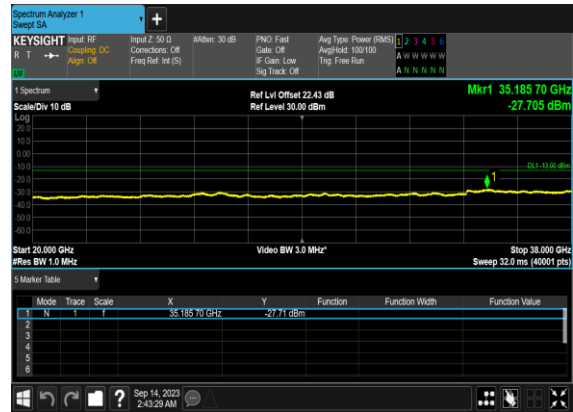 Spectrum Analyzer 1
Swept SA
+
KEYSIGHT
R T
LW
Input: RF
Coupling: DC
Align: Off
Input Z: 50 Ω
Corrections: Off
Freq Ref: Int (S)
#Atten: 30 dB
PNO: Fast
Gate: Off
IF Gain: Low
Sig Track: Off
Avg Type: Power (RMS)
Avg|Hold: 100/100
Trig: Free Run
1 2 3 4 5 6
A W W W W W
A N N N N N
1 Spectrum
Scale/Div 10 dB
Ref Lvl Offset 22.43 dB
Ref Level 30.00 dBm
Mkr1 35.185 70 GHz
-27.705 dBm
Log
20.0
10.0
0.00
-10.0
-20.0
-30.0
-40.0
-50.0
-60.0
DL1 -13.00 dBm
1
Start 20.000 GHz
#Res BW 1.0 MHz
Video BW 3.0 MHz*
Stop 38.000 GHz
Sweep 32.0 ms (40001 pts)
5 Marker Table
Mode Trace Scale X Y Function Function Width Function Value
1 N 1 f 35.185 70 GHz -27.71 dBm
2
3
4
5
6
?
Sep 14, 2023
2:43:29 AM